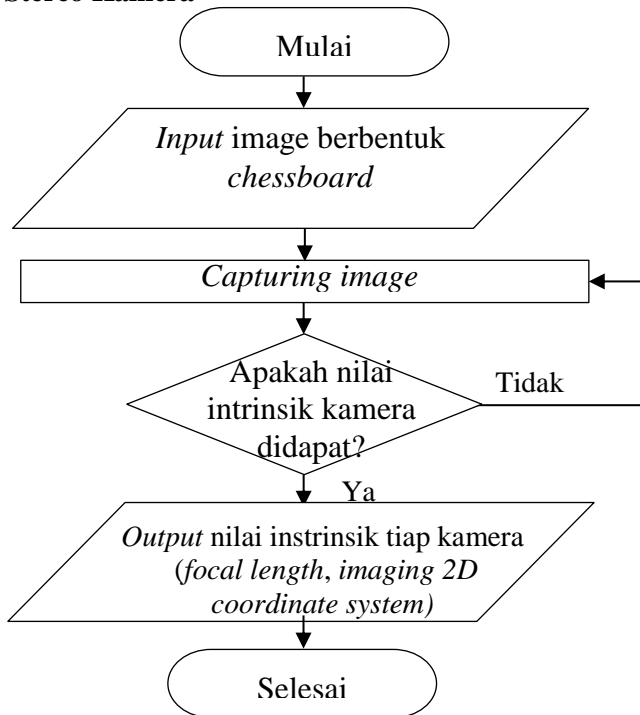 Stereo Kamera
Mulai
Input image berbentuk
chessboard
Capturing image
Apakah nilai
intrinsik kamera
didapat?
Tidak
Ya
Output nilai instrinsik tiap kamera
(focal length, imaging 2D
coordinate system)
Selesai